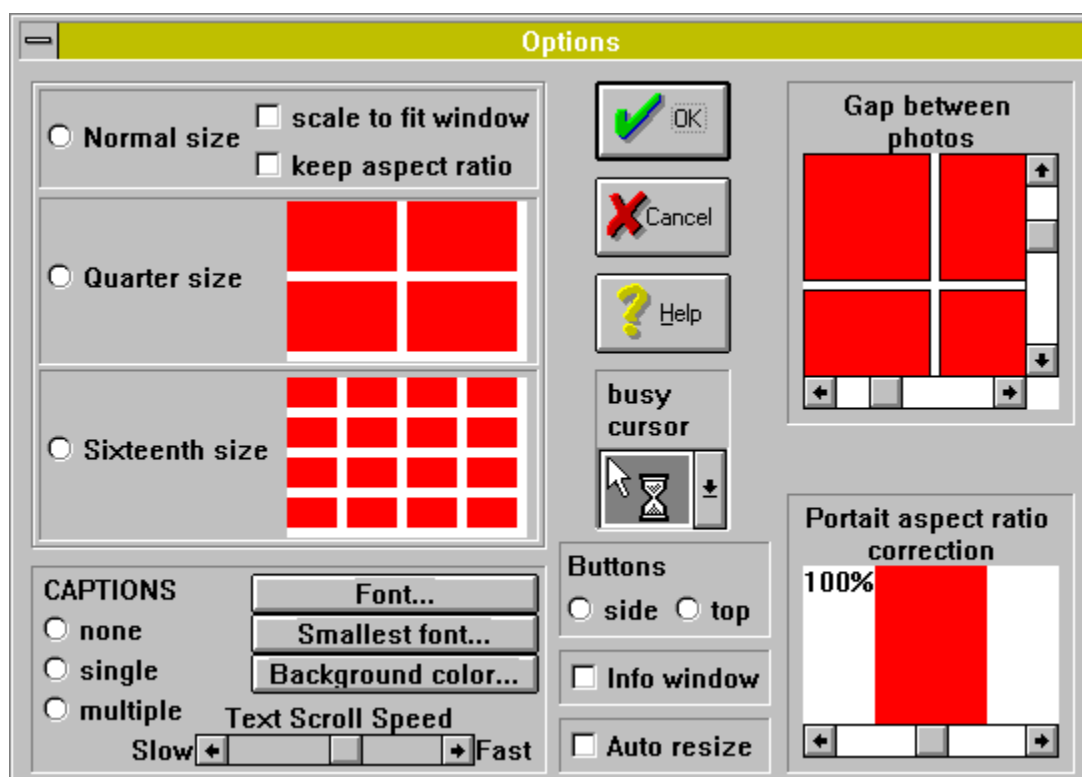 Options
Normal size
scale to fit window
keep aspect ratio
Quarter size
Sixteenth size
OK
Cancel
Help
busy
cursor
Gap between
photos
CAPTIONS
none
single
multiple
Font...
Smallest font...
Background color...
Text Scroll Speed
Slow
Fast
Buttons
side
top
Info window
Auto resize
Portait aspect ratio
correction
100%